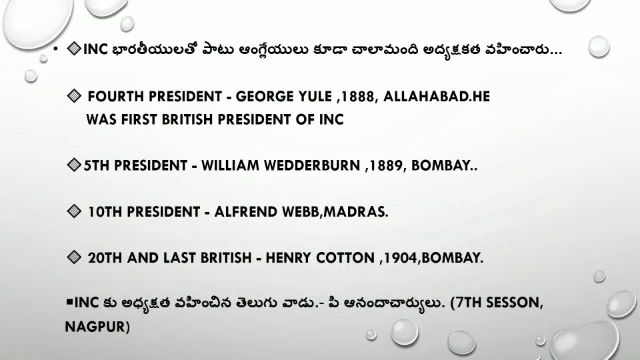 • ◈INC భారతీయులతో పాటు ఆంగ్లేయులు కూడా చాలామంది అధ్యక్షకత వహించారు...
◈ FOURTH PRESIDENT - GEORGE YULE ,1888, ALLAHABAD.HE
WAS FIRST BRITISH PRESIDENT OF INC
◈5TH PRESIDENT - WILLIAM WEDDERBURN ,1889, BOMBAY..
◈ 10TH PRESIDENT - ALFREND WEBB,MADRAS.
◈ 20TH AND LAST BRITISH - HENRY COTTON ,1904,BOMBAY.
▪INC కు అధ్యక్షత వహించిన తెలుగు వాడు.- పి ఆనందాచార్యులు. (7TH SESSON,
NAGPUR)